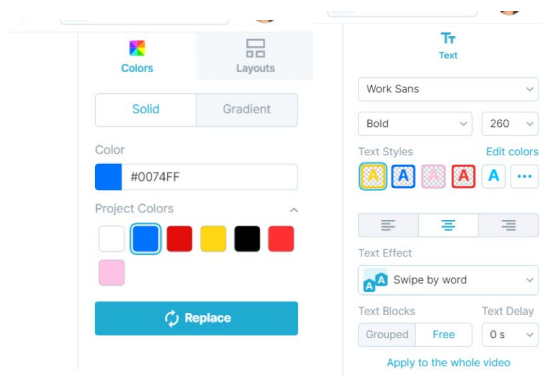 Colors
Layouts
Solid
Gradient
Color
#0074FF
Project Colors
Replace
TT
Text
Work Sans
Bold
260
Text Styles
Edit colors
A A A A A ...
Text Effect
A A Swipe by word
Text Blocks
Text Delay
Grouped
Free
0 s
Apply to the whole video